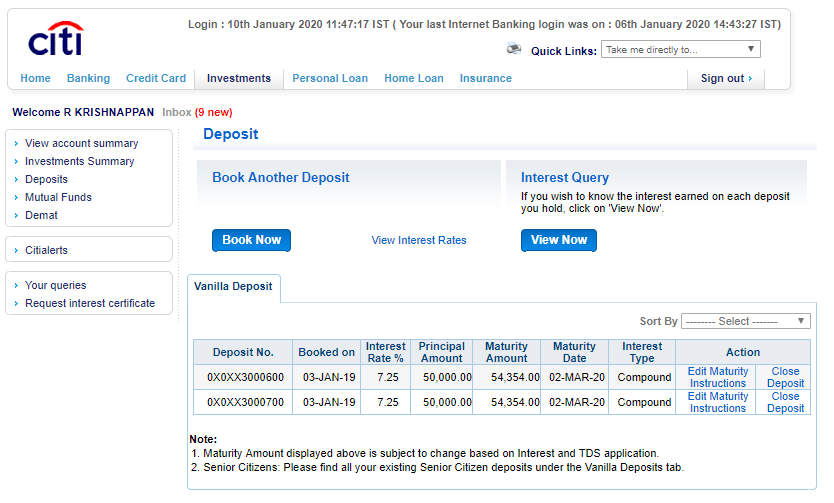 citi
Login : 10th January 2020 11:47:17 IST ( Your last Internet Banking login was on : 06th January 2020 14:43:27 IST)
Quick Links: Take me directly to...
Home Banking Credit Card Investments Personal Loan Home Loan Insurance Sign out ›
Welcome R KRISHNAPPAN Inbox (9 new)
› View account summary
› Investments Summary
› Deposits
› Mutual Funds
› Demat
› Citialerts
› Your queries
› Request interest certificate
Deposit
Book Another Deposit
Book Now View Interest Rates
Interest Query
If you wish to know the interest earned on each deposit
you hold, click on 'View Now'.
View Now
Vanilla Deposit
Sort By -------- Select -------
Deposit No. Booked on Interest Rate % Principal Amount Maturity Amount Maturity Date Interest Type Action
0X0XX3000600 03-JAN-19 7.25 50,000.00 54,354.00 02-MAR-20 Compound Edit Maturity Instructions Close Deposit
0X0XX3000700 03-JAN-19 7.25 50,000.00 54,354.00 02-MAR-20 Compound Edit Maturity Instructions Close Deposit
Note:
1. Maturity Amount displayed above is subject to change based on Interest and TDS application.
2. Senior Citizens: Please find all your existing Senior Citizen deposits under the Vanilla Deposits tab.